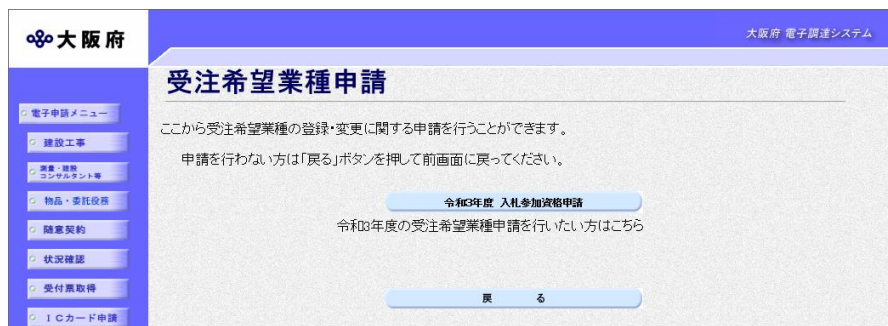 大阪府
大阪府 電子調達システム
受注希望業種申請
電子申請メニュー
建設工事
測量・建設
コンサルタント等
物品・委託役務
随意契約
状況確認
受付票取得
ICカード申請
ここから受注希望業種の登録・変更に関する申請を行うことができます。
申請を行わない方は「戻る」ボタンを押して前画面に戻ってください。
令和3年度 入札参加資格申請
令和3年度の受注希望業種申請を行いたい方はこちら
戻 る